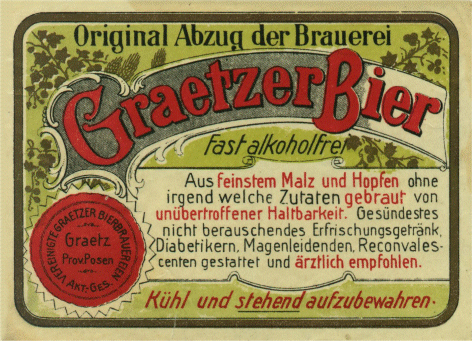 Original Abzug der Brauerei
Graetzer Bier
Fast alkoholfrei
Aus feinstem Malz und Hopfen ohne
irgend welche Zutaten gebraut von
unübertroffener Haltbarkeit. Gesündestes
nicht berauschendes Erfrischungsgetränk,
Diabetikern, Magenleidenden, Reconvales-
centen gestattet und ärztlich empfohlen.
VEREINIGTE GRAETZER BIERBRAUEREIEN
AKT.-GES.
Graetz
Prov.Posen
Kühl und stehend aufzubewahren.